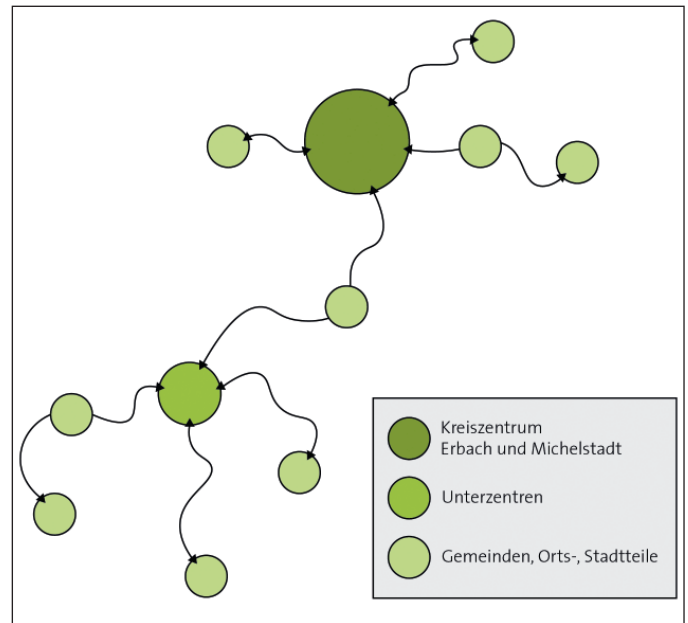 Kreiszentrum
Erbach und Michelstadt
Unterzentren
Gemeinden, Orts-, Stadtteile